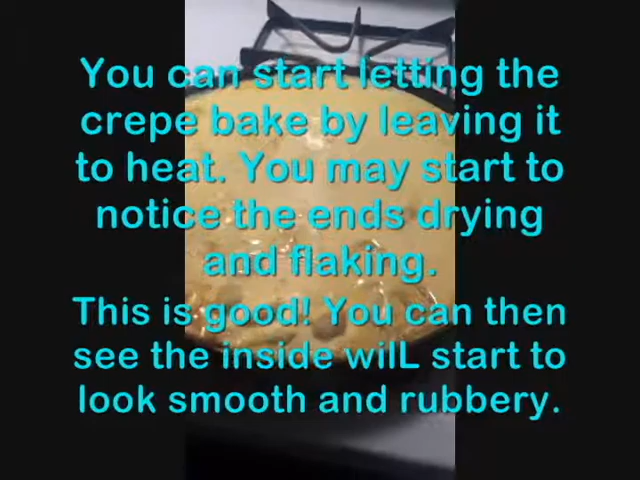 You can start letting the
crepe bake by leaving it
to heat. You may start to
notice the ends drying
and flaking.
This is good! You can then
see the inside wilL start to
look smooth and rubbery.